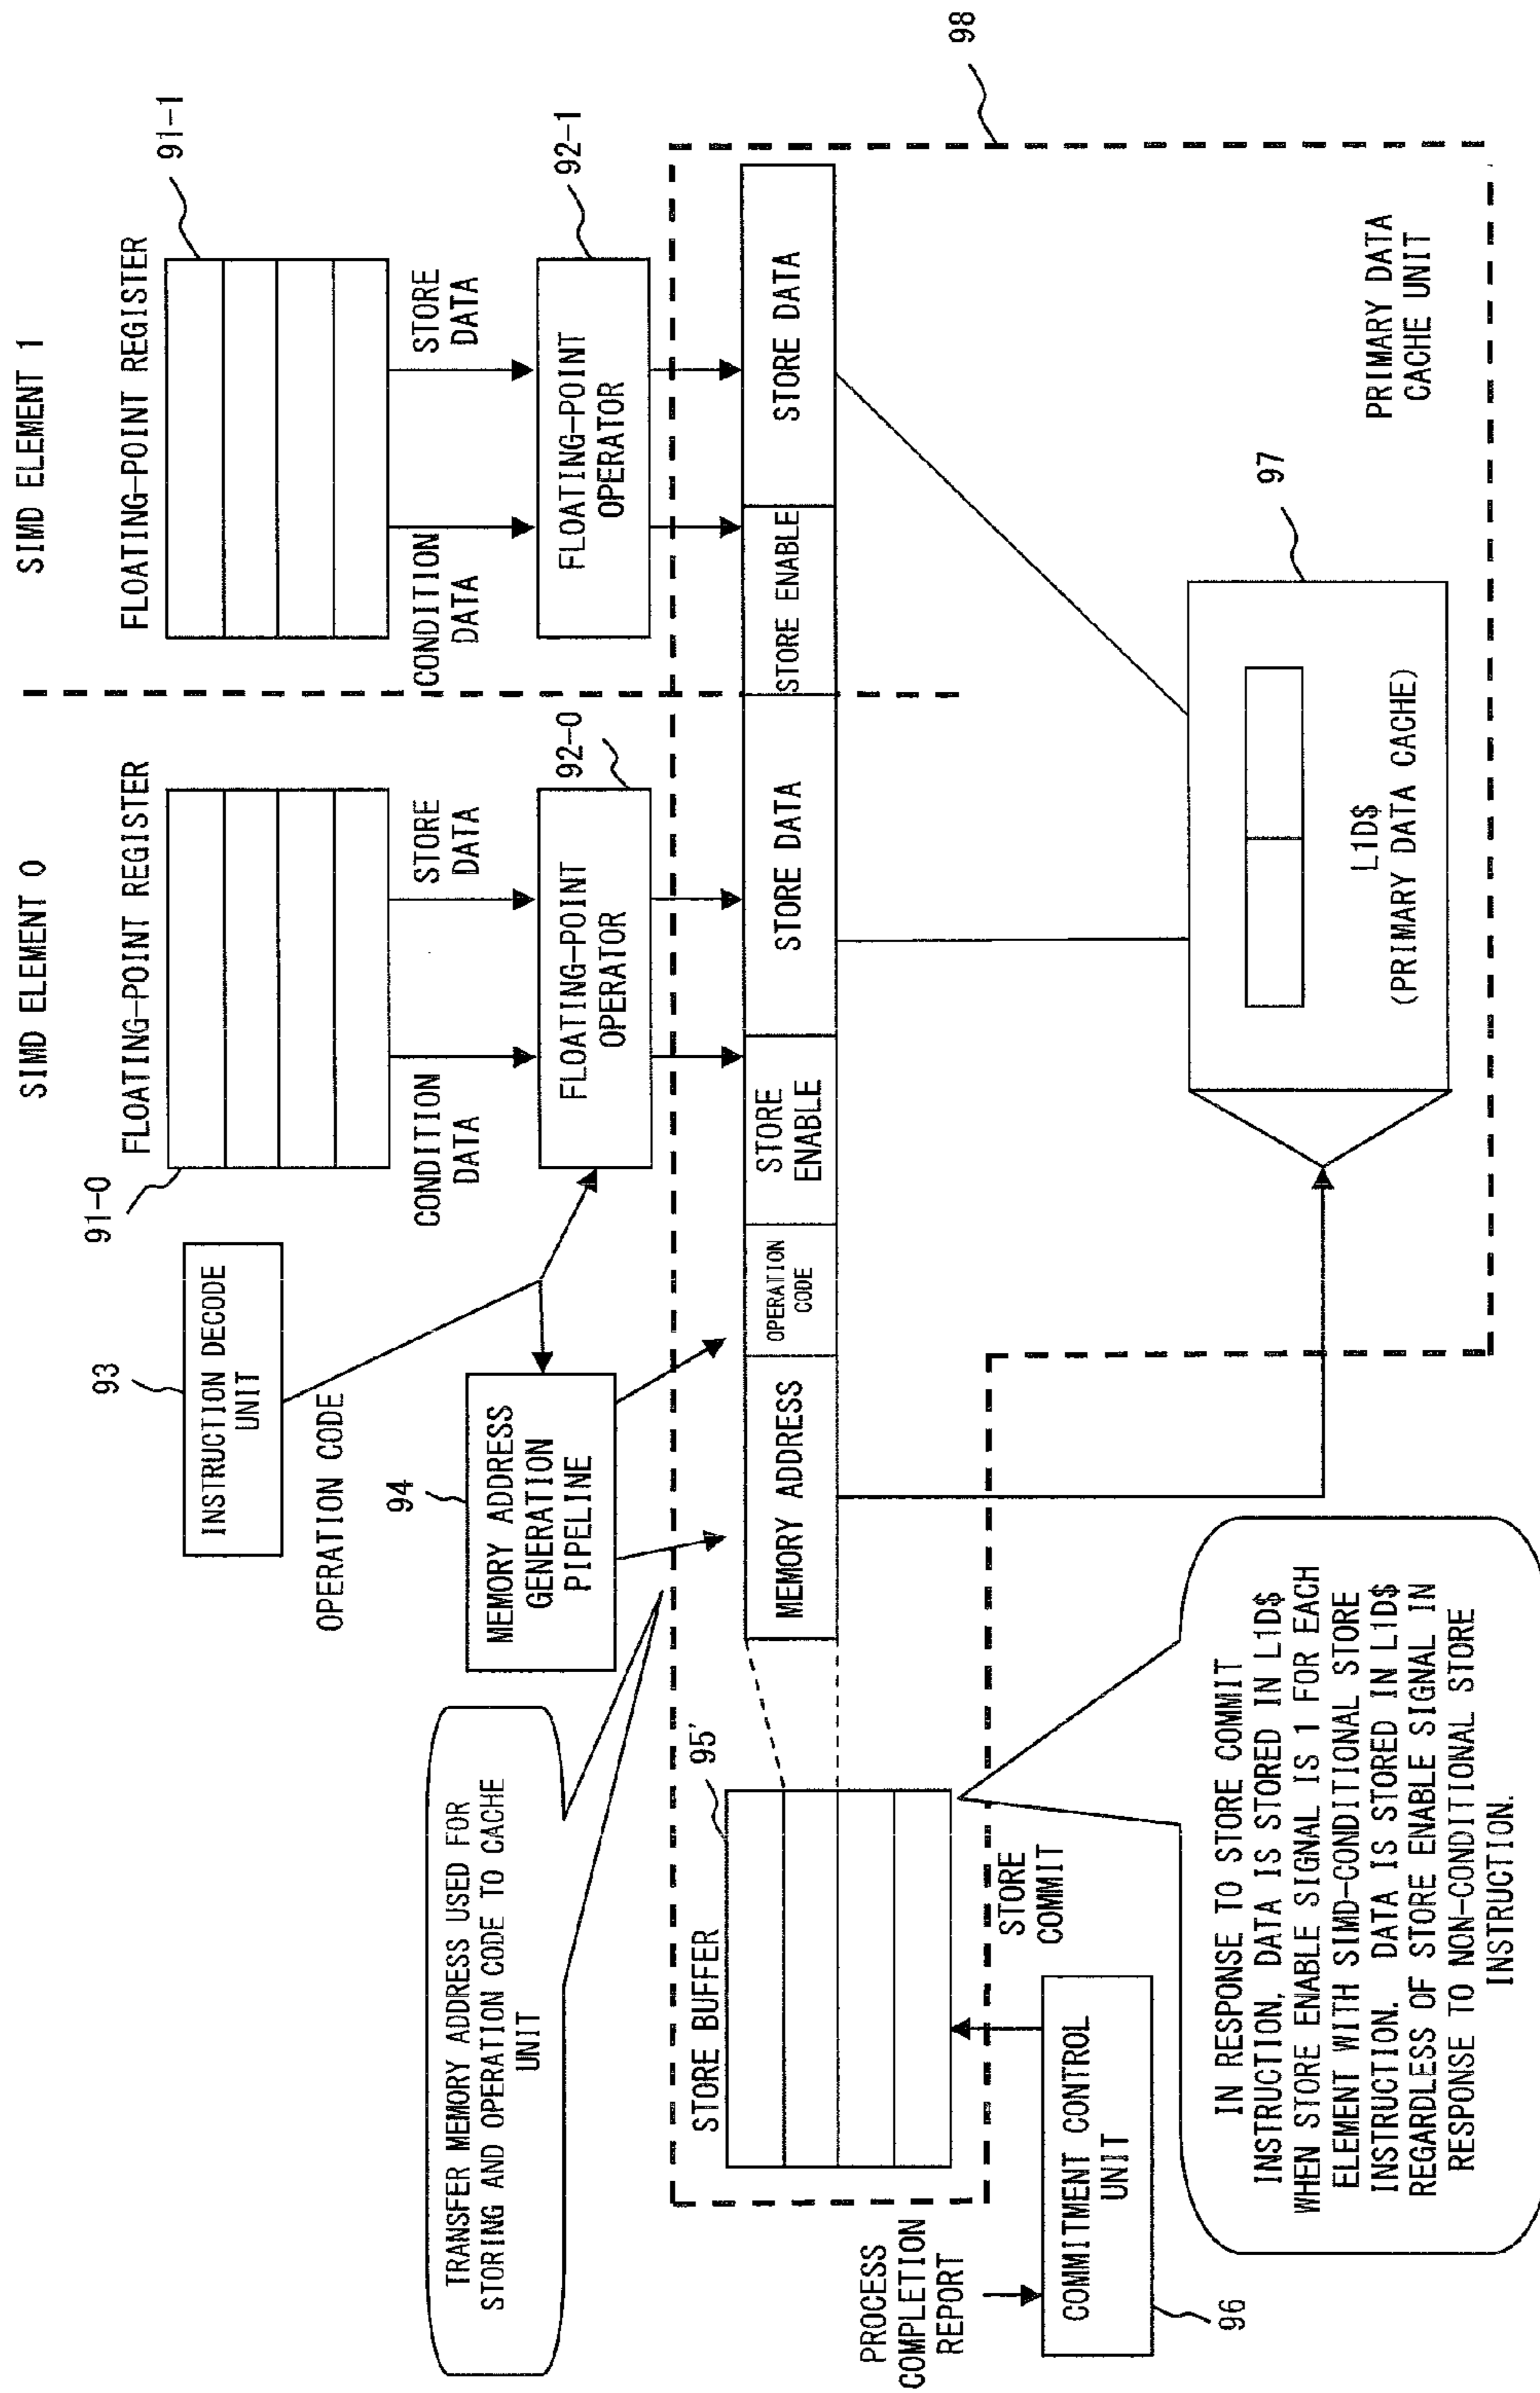 SIMD ELEMENT 0
SIMD ELEMENT 1
FLOATING-POINT REGISTER
FLOATING-POINT REGISTER
91-0
91-1
93
INSTRUCTION DECODE
UNIT
OPERATION CODE
CONDITION
DATA
STORE
DATA
CONDITION
DATA
STORE
DATA
94
MEMORY ADDRESS
GENERATION
PIPELINE
FLOATING-POINT
OPERATOR
92-0
FLOATING-POINT
OPERATOR
92-1
TRANSFER MEMORY ADDRESS USED FOR
STORING AND OPERATION CODE TO CACHE
UNIT
STORE BUFFER
95'
MEMORY ADDRESS
OPERATION
CODE
STORE
ENABLE
STORE DATA
STORE ENABLE
STORE DATA
98
PROCESS
COMPLETION
REPORT
STORE
COMMIT
COMMITMENT CONTROL
UNIT
96
97
L1D$
(PRIMARY DATA CACHE)
PRIMARY DATA
CACHE UNIT
IN RESPONSE TO STORE COMMIT
INSTRUCTION, DATA IS STORED IN L1D$
WHEN STORE ENABLE SIGNAL IS 1 FOR EACH
ELEMENT WITH SIMD-CONDITIONAL STORE
INSTRUCTION. DATA IS STORED IN L1D$
REGARDLESS OF STORE ENABLE SIGNAL IN
RESPONSE TO NON-CONDITIONAL STORE
INSTRUCTION.